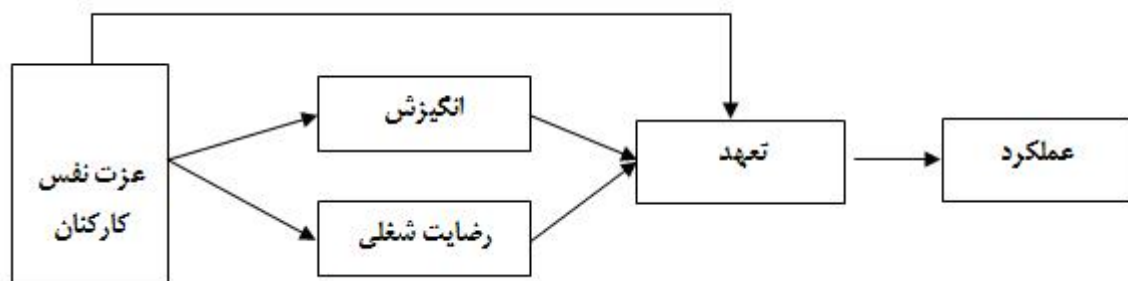 عزت نفس
کارکنان
انگیزش
رضایت شغلی
تعهد
عملکرد